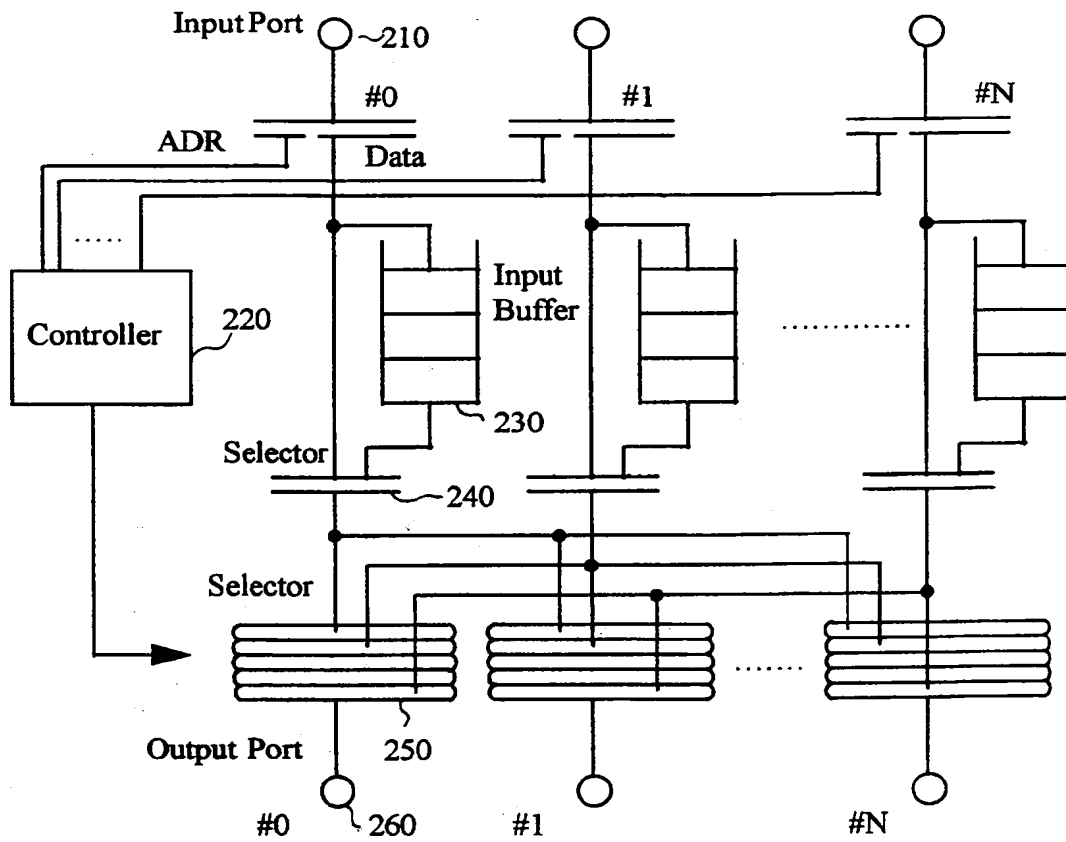 Input Port 210
#0 #1 #N
ADR Data
.....
Input
Buffer
Controller 220
..............
230
Selector
240
Selector
.......
.......
Output Port 250
#0 260 #1 #N